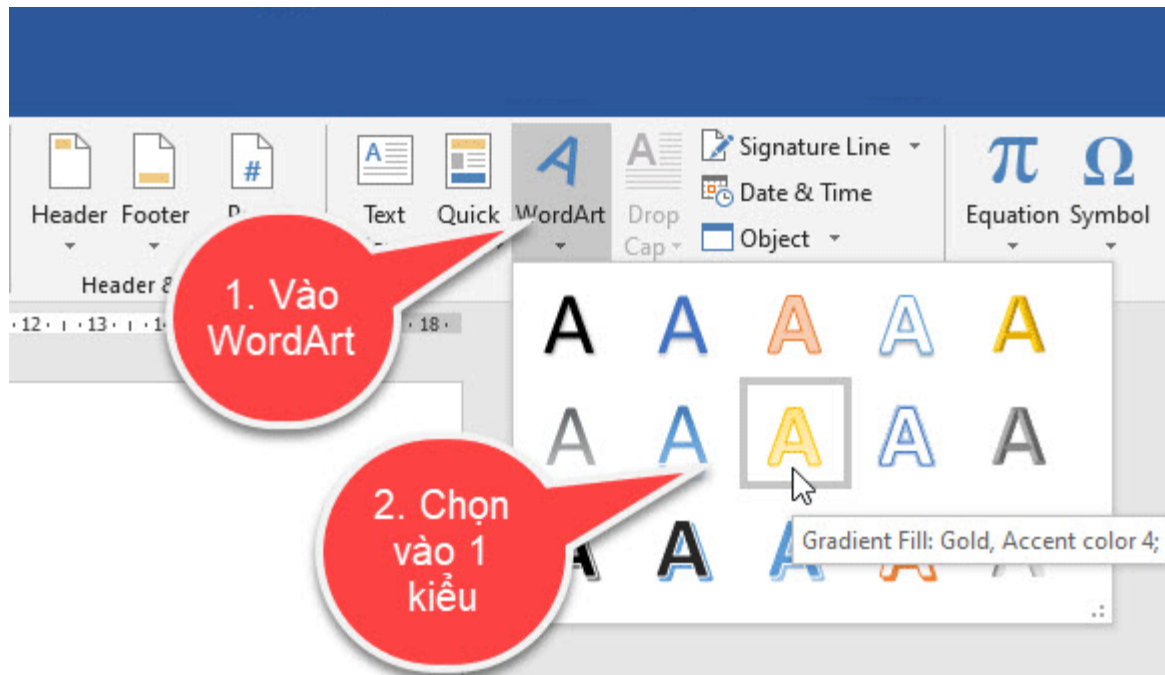 Header Footer
Text Quick WordArt Drop
Cap
Signature Line
Date & Time
Object
Equation Symbol
Header &
1. Vào
WordArt
· 12 · ı · 13 · ı ·
· 18 ·
A A A A A
A A A A A
2. Chọn
vào 1
kiểu
Gradient Fill: Gold, Accent color 4;